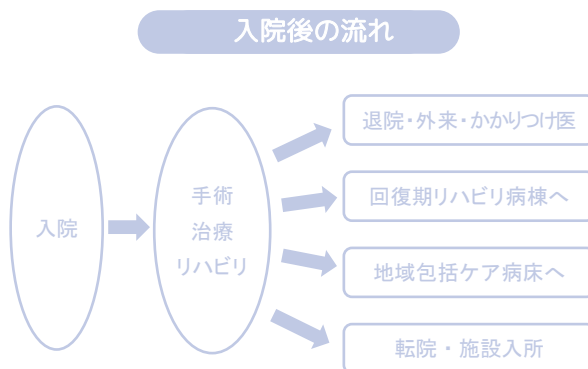 入院後の流れ
入院
手術
治療
リハビリ
退院・外来・かかりつけ医
回復期リハビリ病棟へ
地域包括ケア病床へ
転院・施設入所